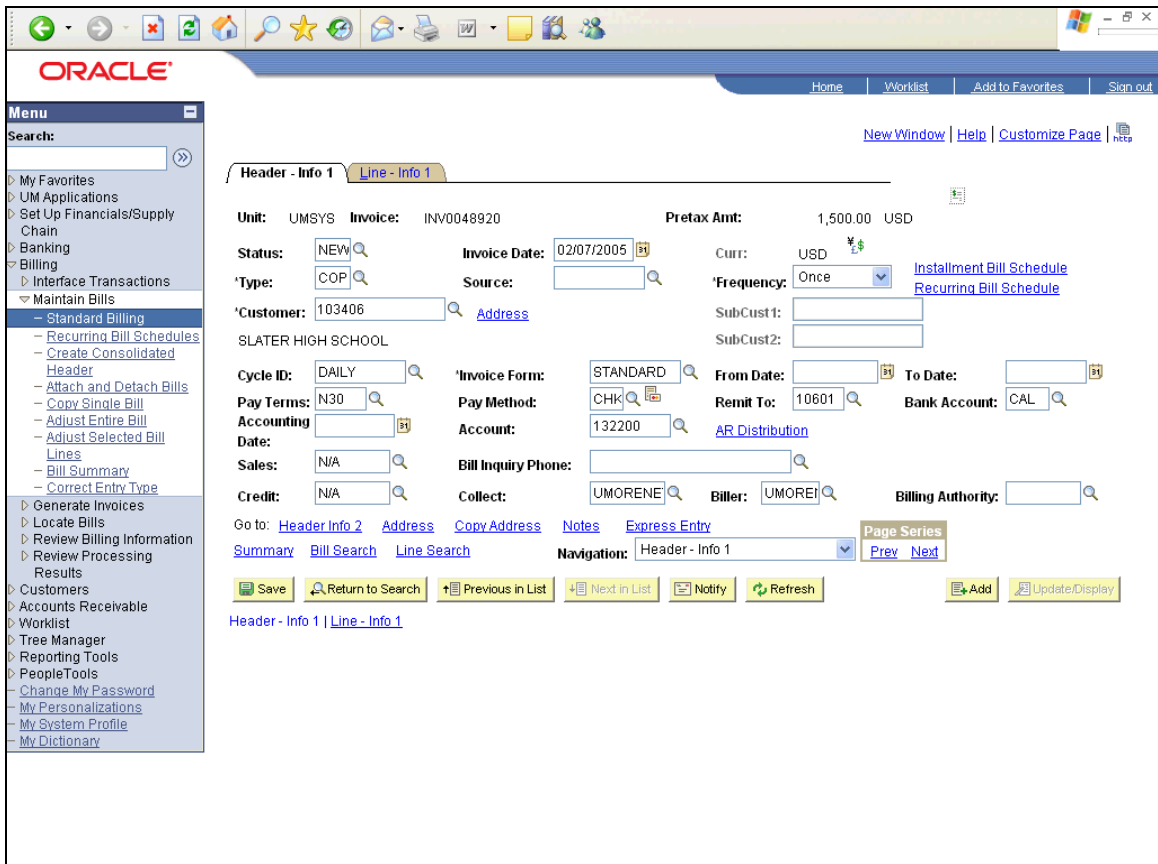 ORACLE
Home | Worklist | Add to Favorites | Sign out
Menu
Search:
New Window | Help | Customize Page | http
My Favorites
UM Applications
Set Up Financials/Supply
Chain
Banking
Billing
Interface Transactions
Maintain Bills
Standard Billing
Recurring Bill Schedules
Create Consolidated
Header
Attach and Detach Bills
Copy Single Bill
Adjust Entire Bill
Adjust Selected Bill
Lines
Bill Summary
Correct Entry Type
Generate Invoices
Locate Bills
Review Billing Information
Review Processing
Results
Customers
Accounts Receivable
Worklist
Tree Manager
Reporting Tools
PeopleTools
Change My Password
My Personalizations
My System Profile
My Dictionary
Header - Info 1 Line - Info 1
Unit: UMSYS Invoice: INV0048920 Pretax Amt: 1,500.00 USD
Status: NEW Invoice Date: 02/07/2005 Curr: USD
*Type: COP Source: *Frequency: Once Installment Bill Schedule
Recurring Bill Schedule
*Customer: 103406 Address SubCust1:
SLATER HIGH SCHOOL SubCust2:
Cycle ID: DAILY *Invoice Form: STANDARD From Date: To Date:
Pay Terms: N30 Pay Method: CHK Remit To: 10601 Bank Account: CAL
Accounting
Date: Account: 132200 AR Distribution
Sales: N/A Bill Inquiry Phone:
Credit: N/A Collect: UMORENE Biller: UMOREN Billing Authority:
Go to: Header Info 2 Address Copy Address Notes Express Entry
Summary Bill Search Line Search Navigation: Header - Info 1
Page Series
Prev Next
Save Return to Search Previous in List Next in List Notify Refresh Add Update/Display
Header - Info 1 | Line - Info 1